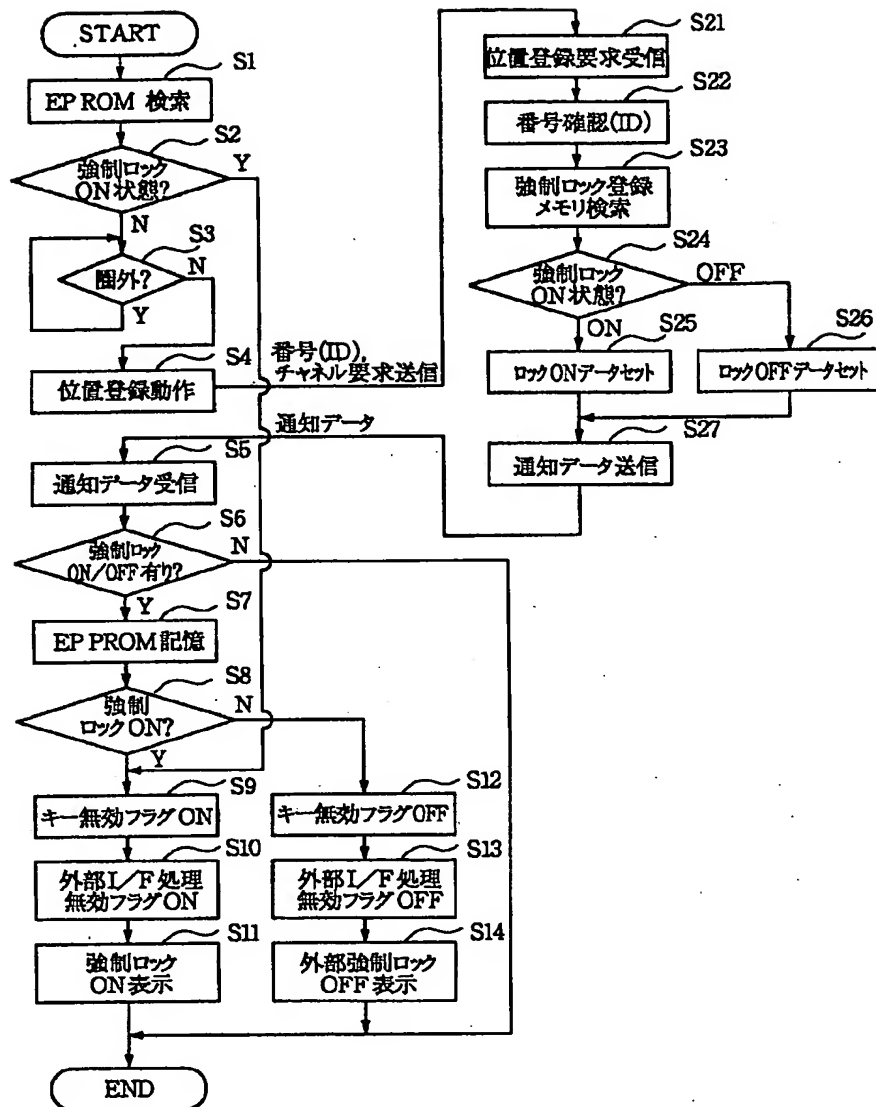 START
S1
EPROM 検索
S2
強制ロック
ON状態?
Y
N
S3
圏外?
N
Y
S4
位置登録動作
番号(ID),
チャネル要求送信
通知データ
S5
通知データ受信
S6
強制ロック
ON/OFF有り?
N
Y
S7
EP PROM記憶
S8
強制
ロックON?
N
Y
S9
キー無効フラグON
S10
外部I/F処理
無効フラグON
S11
強制ロック
ON表示
S12
キー無効フラグOFF
S13
外部I/F処理
無効フラグOFF
S14
外部強制ロック
OFF表示
END
S21
位置登録要求受信
S22
番号確認(ID)
S23
強制ロック登録
メモリ検索
S24
強制ロック
ON状態?
OFF
ON
S25
ロックONデータセット
S26
ロックOFFデータセット
S27
通知データ送信